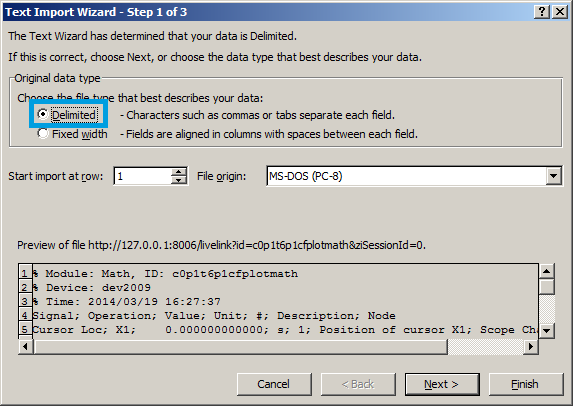 Text Import Wizard - Step 1 of 3
The Text Wizard has determined that your data is Delimited.
If this is correct, choose Next, or choose the data type that best describes your data.
Original data type
Choose the file type that best describes your data:
Delimited - Characters such as commas or tabs separate each field.
Fixed width - Fields are aligned in columns with spaces between each field.
Start import at row: 1 File origin: MS-DOS (PC-8)
Preview of file http://127.0.0.1:8006/livelink?id=c0p1t6p1cfplotmath&ziSessionId=0.
1 % Module: Math, ID: c0p1t6p1cfplotmath
2 % Device: dev2009
3 % Time: 2014/03/19 16:27:37
4 Signal; Operation; Value; Unit; #; Description; Node
5 Cursor Loc; X1; 0.000000000000; s; 1; Position of cursor X1; Scope Cha
Cancel < Back Next > Finish